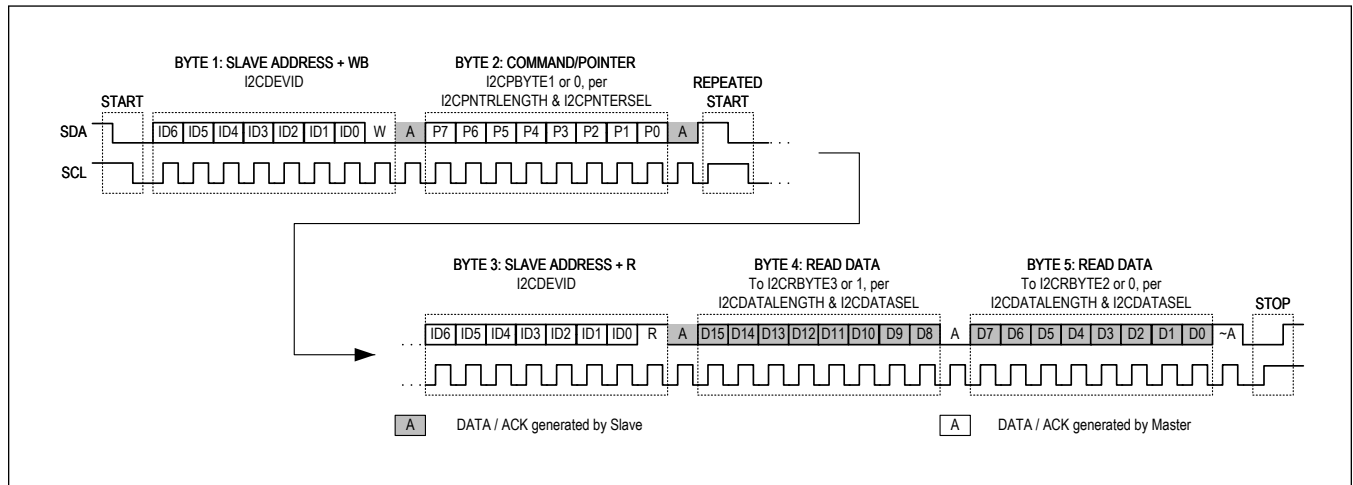 BYTE 1: SLAVE ADDRESS + WB
I2CDEVID
BYTE 2: COMMAND/POINTER
I2CPBYTE1 or 0, per
I2CPNTRLENGTH & I2CPNTERSEL
START
REPEATED
START
SDA
ID6 ID5 ID4 ID3 ID2 ID1 ID0 W A P7 P6 P5 P4 P3 P2 P1 P0 A
. . .
SCL
. . .
BYTE 3: SLAVE ADDRESS + R
I2CDEVID
BYTE 4: READ DATA
To I2CRBYTE3 or 1, per
I2CDATALENGTH & I2CDATASEL
BYTE 5: READ DATA
To I2CRBYTE2 or 0, per
I2CDATALENGTH & I2CDATASEL
STOP
. . . ID6 ID5 ID4 ID3 ID2 ID1 ID0 R A D15 D14 D13 D12 D11 D10 D9 D8 A D7 D6 D5 D4 D3 D2 D1 D0 ~A
. . .
A DATA / ACK generated by Slave
A DATA / ACK generated by Master